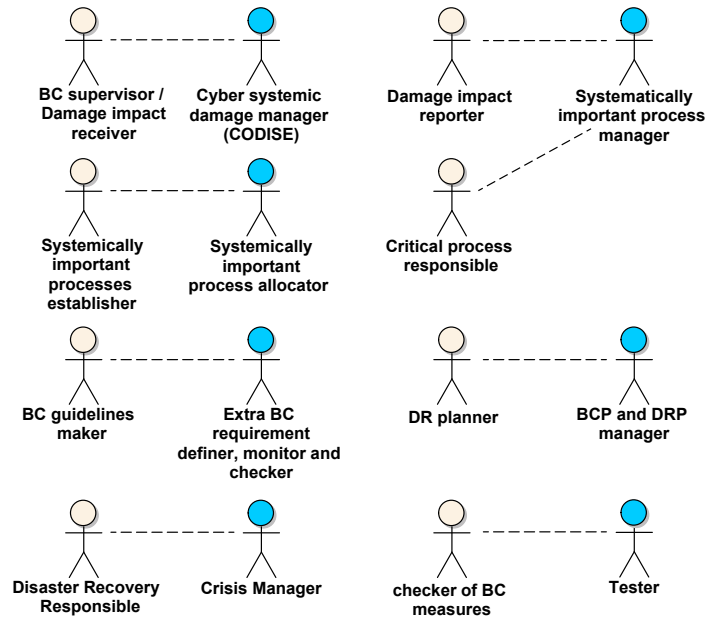 BC supervisor /
Damage impact
receiver
Cyber systemic
damage manager
(CODISE)
Damage impact
reporter
Systematically
important process
manager
Systemically
important
processes
establisher
Systemically
important
process allocator
Critical process
responsible
BC guidelines
maker
Extra BC
requirement
definer, monitor and
checker
DR planner
BCP and DRP
manager
Disaster Recovery
Responsible
Crisis Manager
checker of BC
measures
Tester